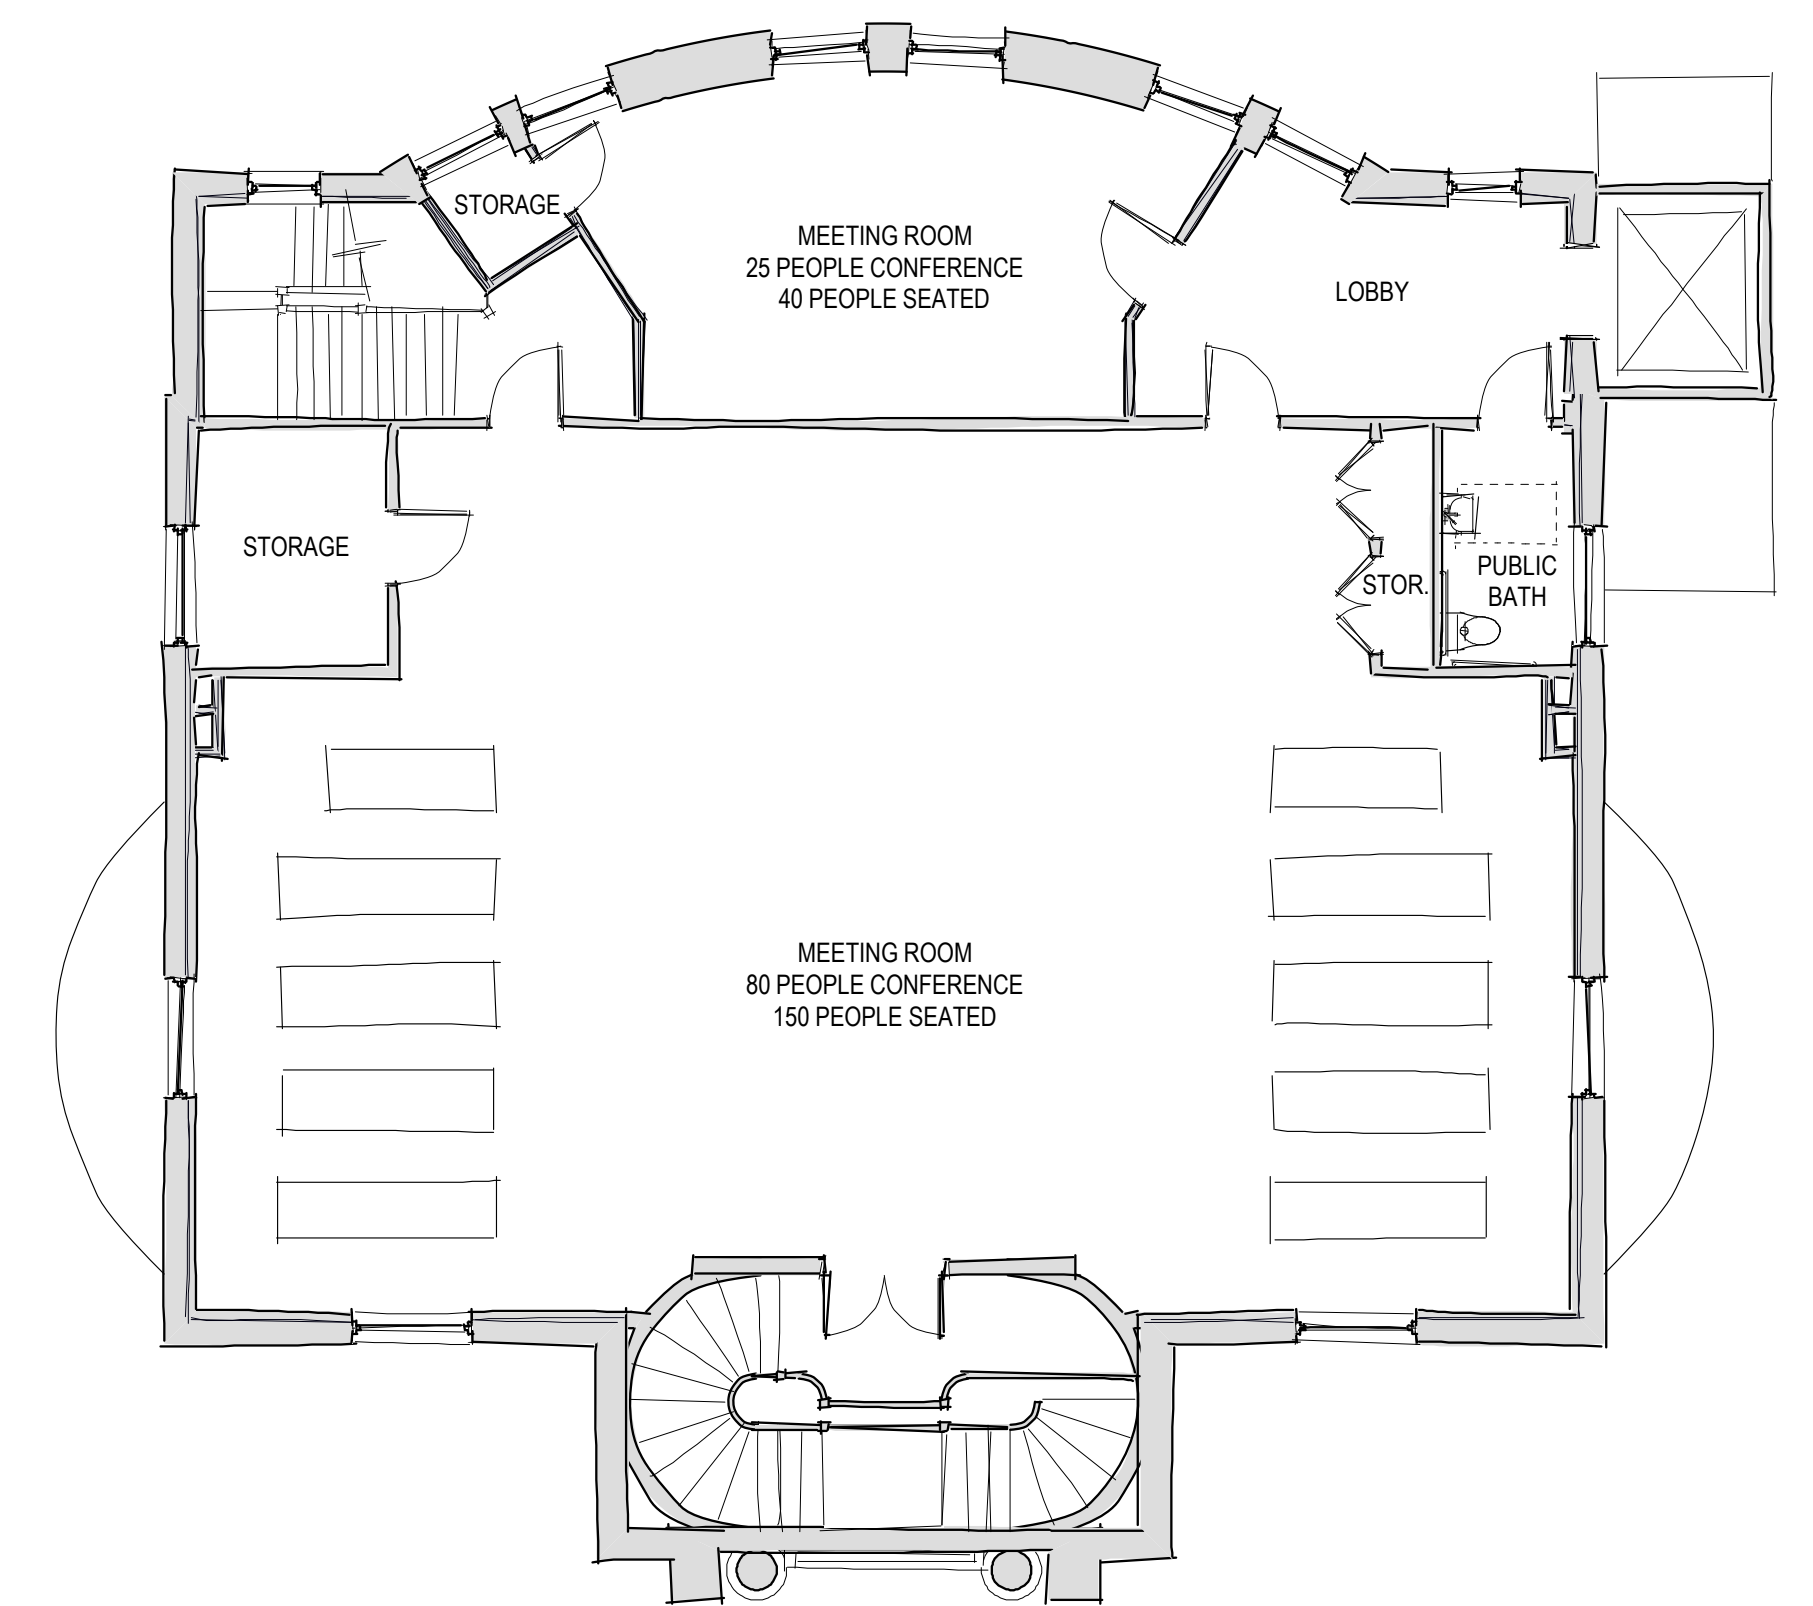 STORAGE
MEETING ROOM
25 PEOPLE CONFERENCE
40 PEOPLE SEATED
LOBBY
STORAGE
STOR.
PUBLIC
BATH
MEETING ROOM
80 PEOPLE CONFERENCE
150 PEOPLE SEATED